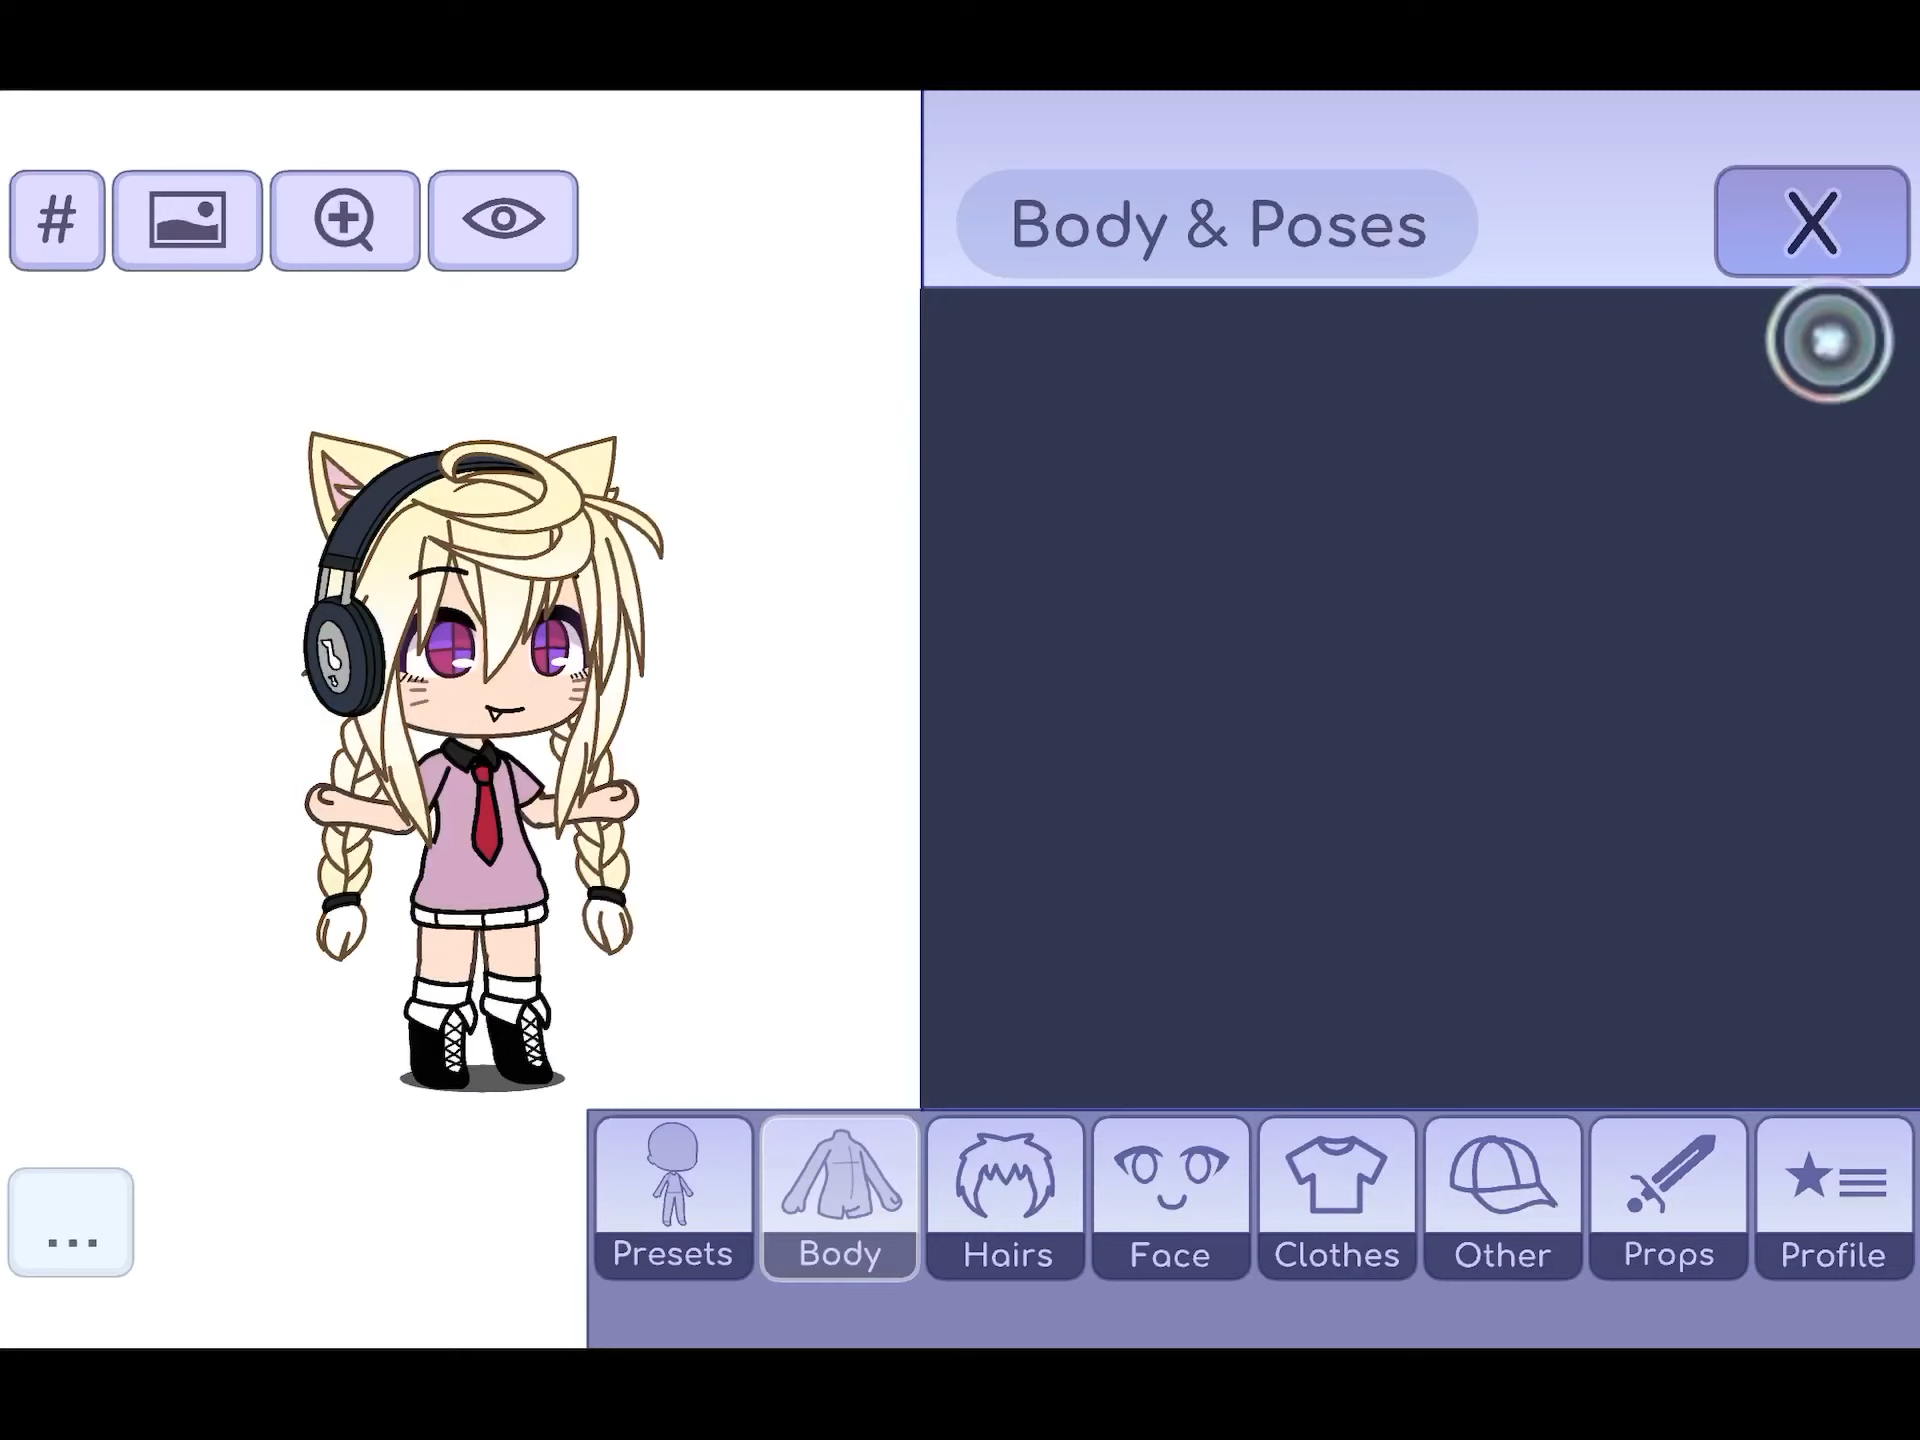 #
Body & Poses
X
...
Presets
Body
Hairs
Face
Clothes
Other
Props
Profile